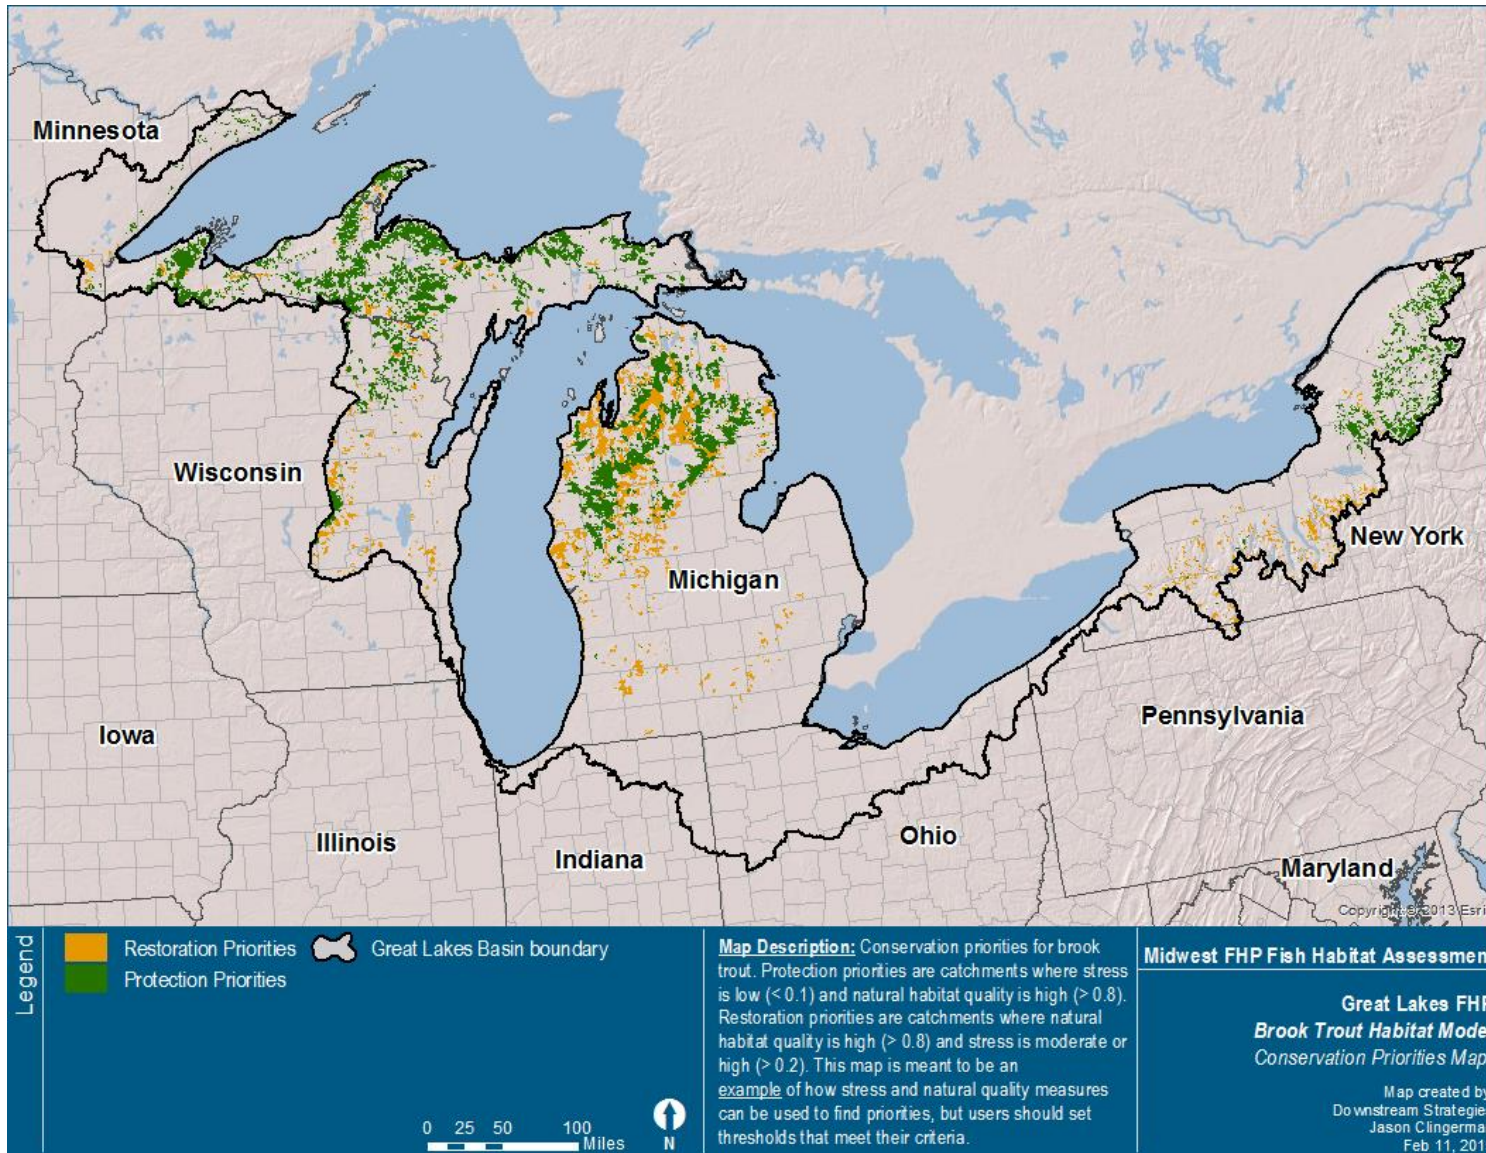 Minnesota
Wisconsin
Michigan
New York
Iowa
Pennsylvania
Illinois
Indiana
Ohio
Maryland
Copyright:© 2013 Esri
Legend
Restoration Priorities
Great Lakes Basin boundary
Protection Priorities
0 25 50 100
Miles
N
Map Description: Conservation priorities for brook
trout. Protection priorities are catchments where stress
is low (< 0.1) and natural habitat quality is high (> 0.8).
Restoration priorities are catchments where natural
habitat quality is high (> 0.8) and stress is moderate or
high (> 0.2). This map is meant to be an
example of how stress and natural quality measures
can be used to find priorities, but users should set
thresholds that meet their criteria.
Midwest FHP Fish Habitat Assessmen
Great Lakes FHP
Brook Trout Habitat Mode
Conservation Priorities Map
Map created by
Downstream Strategie
Jason Clingerma
Feb 11, 201